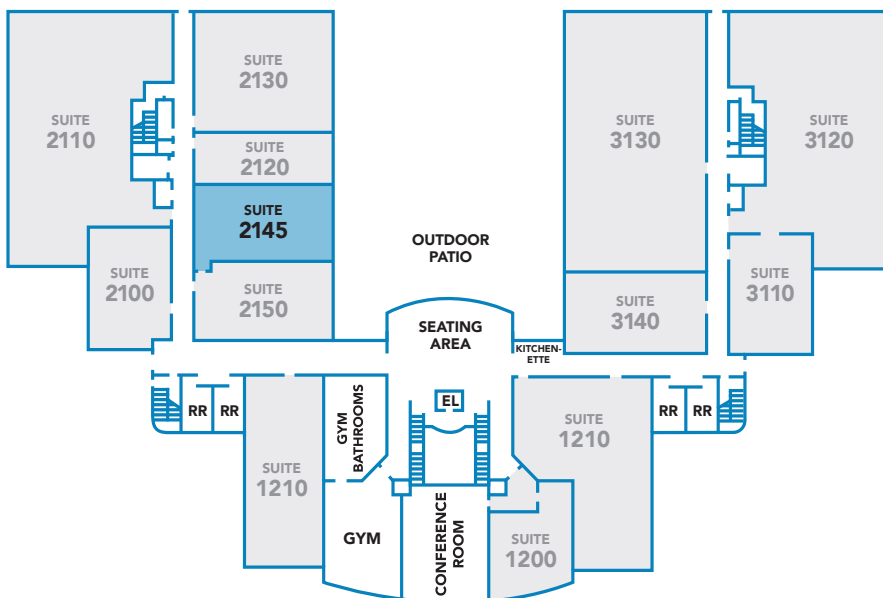 SUITE
2110
SUITE
2130
SUITE
2120
SUITE
2145
SUITE
2100
SUITE
2150
OUTDOOR
PATIO
SUITE
3130
SUITE
3120
SUITE
3110
SUITE
3140
SEATING
AREA
KITCHEN-
ETTE
RR
RR
GYM
BATHROOMS
EL
RR
RR
SUITE
1210
SUITE
1210
GYM
CONFERENCE
ROOM
SUITE
1200